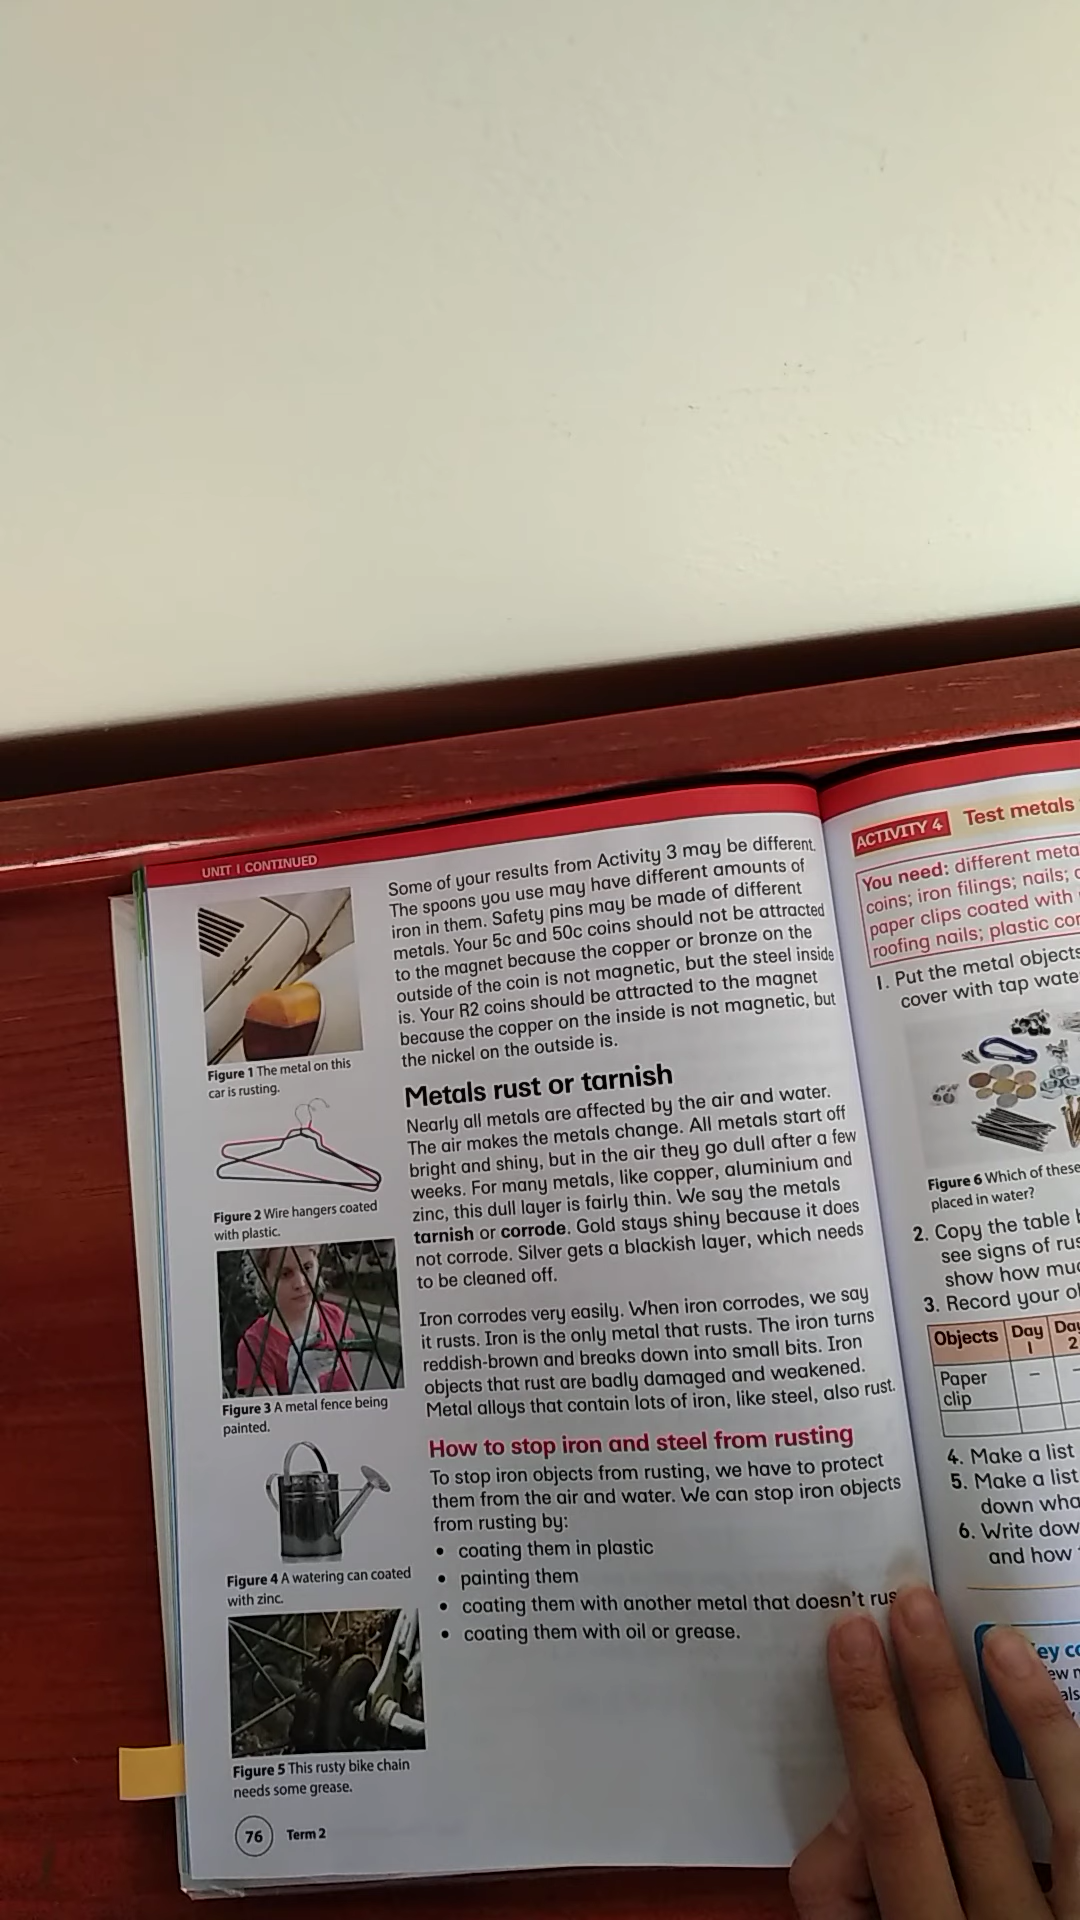 UNIT 1 CONTINUED
Figure 1 The metal on this
car is rusting.
Figure 2 Wire hangers coated
with plastic.
Figure 3 A metal fence being
painted.
Figure 4 A watering can coated
with zinc.
Figure 5 This rusty bike chain
needs some grease.
76 Term 2
Some of your results from Activity 3 may be different.
The spoons you use may have different amounts of
iron in them. Safety pins may be made of different
metals. Your 5c and 50c coins should not be attracted
to the magnet because the copper or bronze on the
outside of the coin is not magnetic, but the steel inside
is. Your R2 coins should be attracted to the magnet
because the copper on the inside is not magnetic, but
the nickel on the outside is.
Metals rust or tarnish
Nearly all metals are affected by the air and water.
The air makes the metals change. All metals start off
bright and shiny, but in the air they go dull after a few
weeks. For many metals, like copper, aluminium and
zinc, this dull layer is fairly thin. We say the metals
tarnish or corrode. Gold stays shiny because it does
not corrode. Silver gets a blackish layer, which needs
to be cleaned off.
Iron corrodes very easily. When iron corrodes, we say
it rusts. Iron is the only metal that rusts. The iron turns
reddish-brown and breaks down into small bits. Iron
objects that rust are badly damaged and weakened.
Metal alloys that contain lots of iron, like steel, also rust.
How to stop iron and steel from rusting
To stop iron objects from rusting, we have to protect
them from the air and water. We can stop iron objects
from rusting by:
• coating them in plastic
• painting them
• coating them with another metal that doesn't rus
• coating them with oil or grease.
ACTIVITY 4 Test metals
You need: different meta
coins; iron filings; nails; c
paper clips coated with
roofing nails; plastic con
1. Put the metal objects
cover with tap wate
Figure 6 Which of these
placed in water?
2. Copy the table
see signs of rus
show how muc
3. Record your o
Objects Day 1 Day 2
Paper clip – –
4. Make a list
5. Make a list
down wha
6. Write dow
and how
ey co
ew m
als